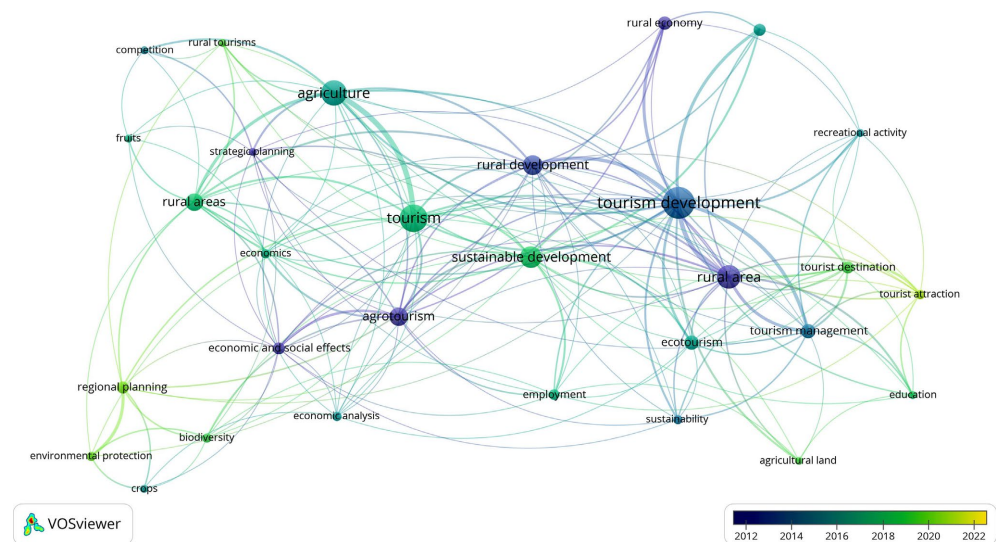 rural economy
rural tourisms
competition
agriculture
recreational activity
fruits
strategic planning
rural development
rural areas
tourism development
tourism
economics
sustainable development
tourist destination
rural area
tourist attraction
agrotourism
tourism management
ecotourism
economic and social effects
regional planning
employment
education
economic analysis
sustainability
biodiversity
environmental protection
agricultural land
crops
VOSviewer
2012 2014 2016 2018 2020 2022